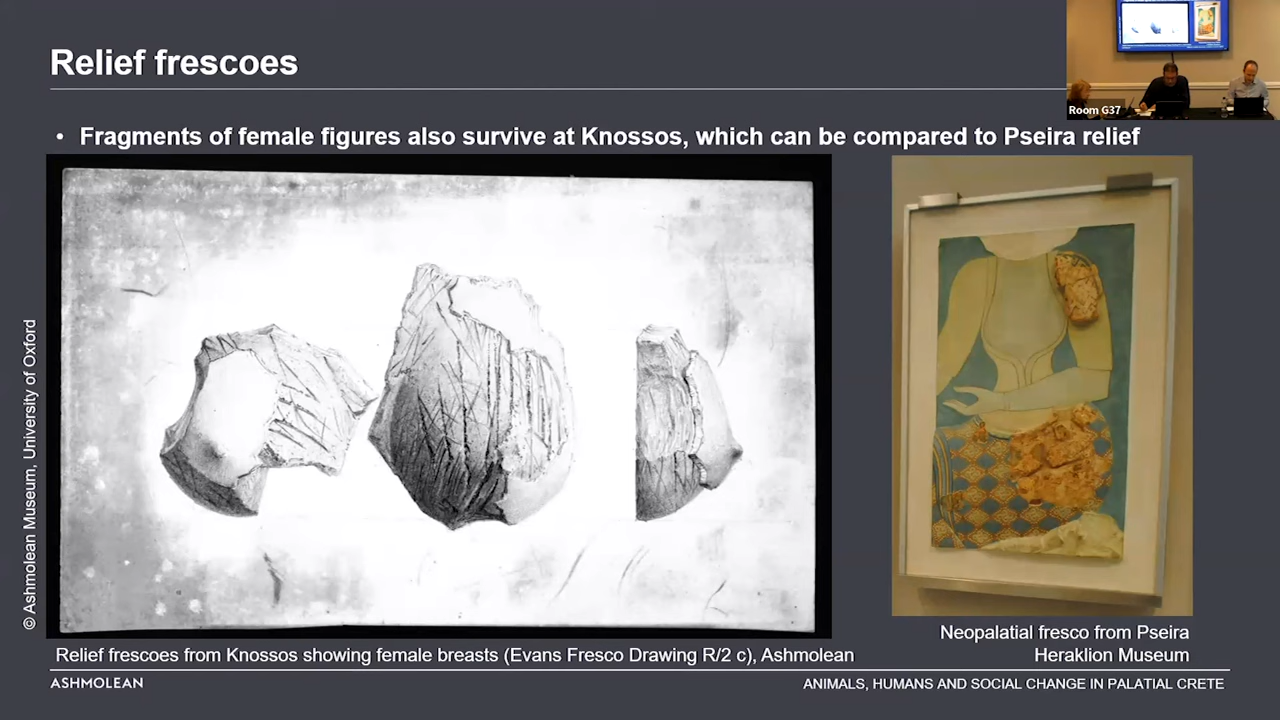 Relief frescoes
Room G37
• Fragments of female figures also survive at Knossos, which can be compared to Pseira relief
© Ashmolean Museum, University of Oxford
Relief frescoes from Knossos showing female breasts (Evans Fresco Drawing R/2 c), Ashmolean
Neopalatial fresco from Pseira
Heraklion Museum
ASHMOLEAN
ANIMALS, HUMANS AND SOCIAL CHANGE IN PALATIAL CRETE